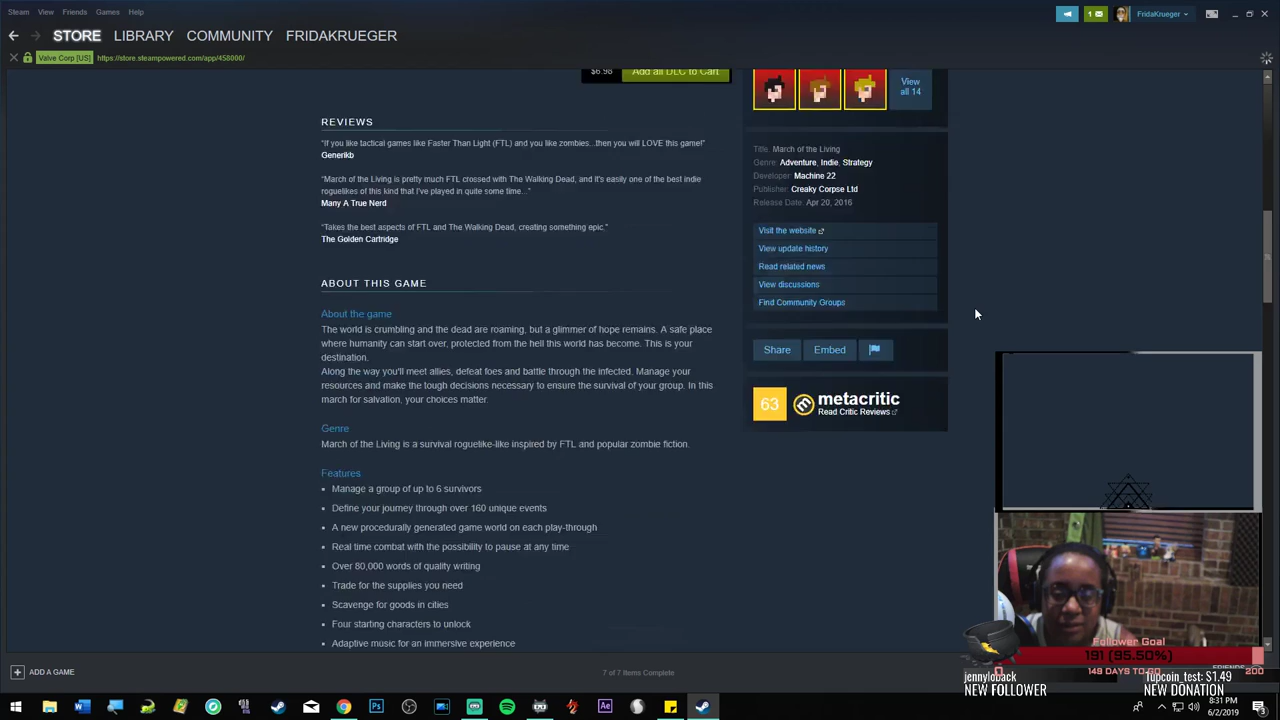 Steam View Friends Games Help
1
FridaKrueger
STORE LIBRARY COMMUNITY FRIDAKRUEGER
Valve Corp [US] https://store.steampowered.com/app/458000/
$6.98 Add all DLC to Cart
View
all 14
REVIEWS
“If you like tactical games like Faster Than Light (FTL) and you like zombies...then you will LOVE this game!”
Generikb
“March of the Living is pretty much FTL crossed with The Walking Dead, and it's easily one of the best indie
roguelikes of this kind that I've played in quite some time...”
Many A True Nerd
“Takes the best aspects of FTL and The Walking Dead, creating something epic.”
The Golden Cartridge
Title: March of the Living
Genre: Adventure, Indie, Strategy
Developer: Machine 22
Publisher: Creaky Corpse Ltd
Release Date: Apr 20, 2016
Visit the website
View update history
Read related news
View discussions
Find Community Groups
Share Embed
63 metacritic
Read Critic Reviews
ABOUT THIS GAME
About the game
The world is crumbling and the dead are roaming, but a glimmer of hope remains. A safe place
where humanity can start over, protected from the hell this world has become. This is your
destination.
Along the way you'll meet allies, defeat foes and battle through the infected. Manage your
resources and make the tough decisions necessary to ensure the survival of your group. In this
march for salvation, your choices matter.
Genre
March of the Living is a survival roguelike-like inspired by FTL and popular zombie fiction.
Features
Manage a group of up to 6 survivors
Define your journey through over 160 unique events
A new procedurally generated game world on each play-through
Real time combat with the possibility to pause at any time
Over 80,000 words of quality writing
Trade for the supplies you need
Scavenge for goods in cities
Four starting characters to unlock
Adaptive music for an immersive experience
Follower Goal
191 (95.50%)
0 149 DAYS TO GO 200
jennyloback
NEW FOLLOWER
Tupcoin_test: $1.49
NEW DONATION
ADD A GAME
7 of 7 Items Complete
8:31 PM
6/2/2019